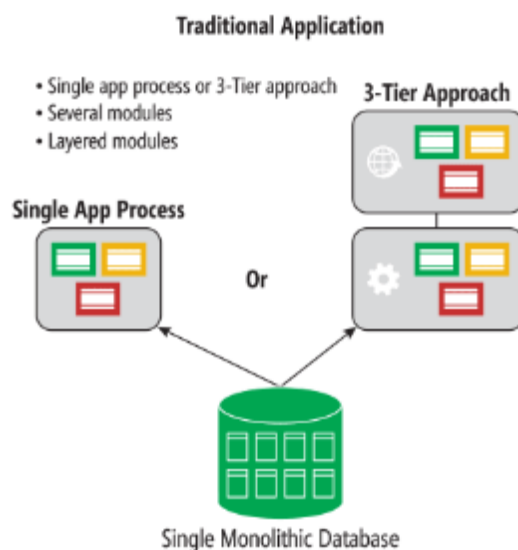 Traditional Application
• Single app process or 3-Tier approach
• Several modules
• Layered modules
3-Tier Approach
Single App Process
Or
Single Monolithic Database